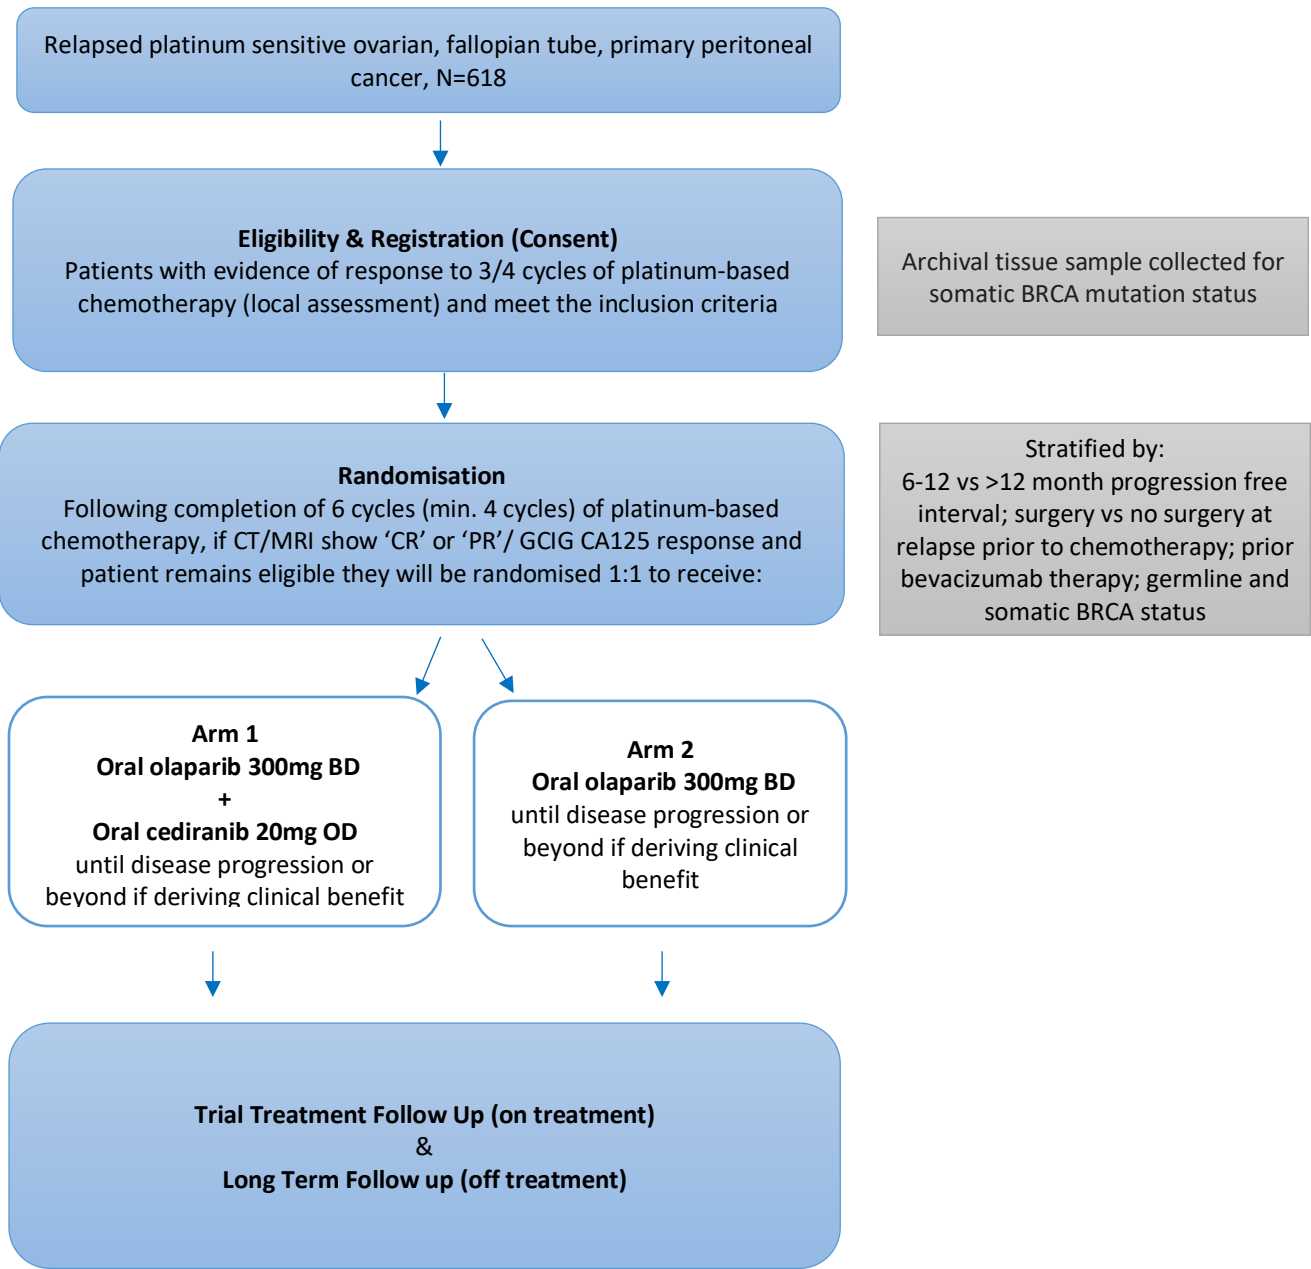 Relapsed platinum sensitive ovarian, fallopian tube, primary peritoneal
cancer, N=618
Eligibility & Registration (Consent)
Patients with evidence of response to 3/4 cycles of platinum-based
chemotherapy (local assessment) and meet the inclusion criteria
Archival tissue sample collected for
somatic BRCA mutation status
Randomisation
Following completion of 6 cycles (min. 4 cycles) of platinum-based
chemotherapy, if CT/MRI show ‘CR’ or ‘PR’/ GCIG CA125 response and
patient remains eligible they will be randomised 1:1 to receive:
Stratified by:
6-12 vs >12 month progression free
interval; surgery vs no surgery at
relapse prior to chemotherapy; prior
bevacizumab therapy; germline and
somatic BRCA status
Arm 1
Oral olaparib 300mg BD
+
Oral cediranib 20mg OD
until disease progression or
beyond if deriving clinical benefit
Arm 2
Oral olaparib 300mg BD
until disease progression or
beyond if deriving clinical
benefit
Trial Treatment Follow Up (on treatment)
&
Long Term Follow up (off treatment)